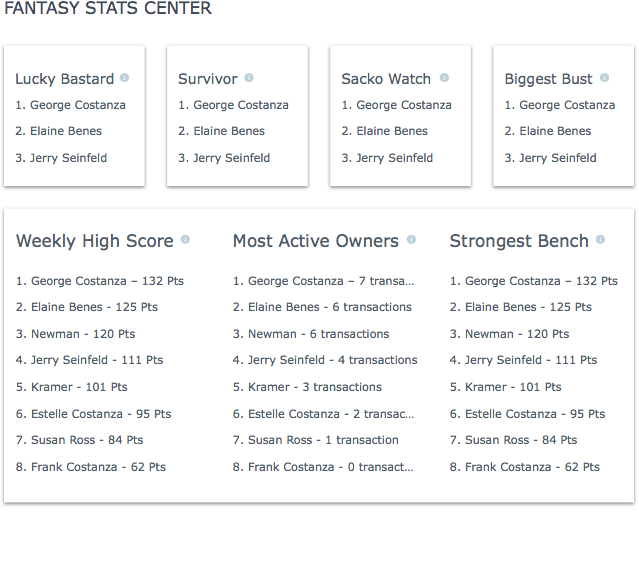 FANTASY STATS CENTER
Lucky Bastard
1. George Costanza
2. Elaine Benes
3. Jerry Seinfeld
Survivor
1. George Costanza
2. Elaine Benes
3. Jerry Seinfeld
Sacko Watch
1. George Costanza
2. Elaine Benes
3. Jerry Seinfeld
Biggest Bust
1. George Costanza
2. Elaine Benes
3. Jerry Seinfeld
Weekly High Score
1. George Costanza – 132 Pts
2. Elaine Benes - 125 Pts
3. Newman - 120 Pts
4. Jerry Seinfeld - 111 Pts
5. Kramer - 101 Pts
6. Estelle Costanza - 95 Pts
7. Susan Ross - 84 Pts
8. Frank Costanza - 62 Pts
Most Active Owners
1. George Costanza – 7 transa...
2. Elaine Benes - 6 transactions
3. Newman - 6 transactions
4. Jerry Seinfeld - 4 transactions
5. Kramer - 3 transactions
6. Estelle Costanza - 2 transac...
7. Susan Ross - 1 transaction
8. Frank Costanza - 0 transact...
Strongest Bench
1. George Costanza – 132 Pts
2. Elaine Benes - 125 Pts
3. Newman - 120 Pts
4. Jerry Seinfeld - 111 Pts
5. Kramer - 101 Pts
6. Estelle Costanza - 95 Pts
7. Susan Ross - 84 Pts
8. Frank Costanza - 62 Pts